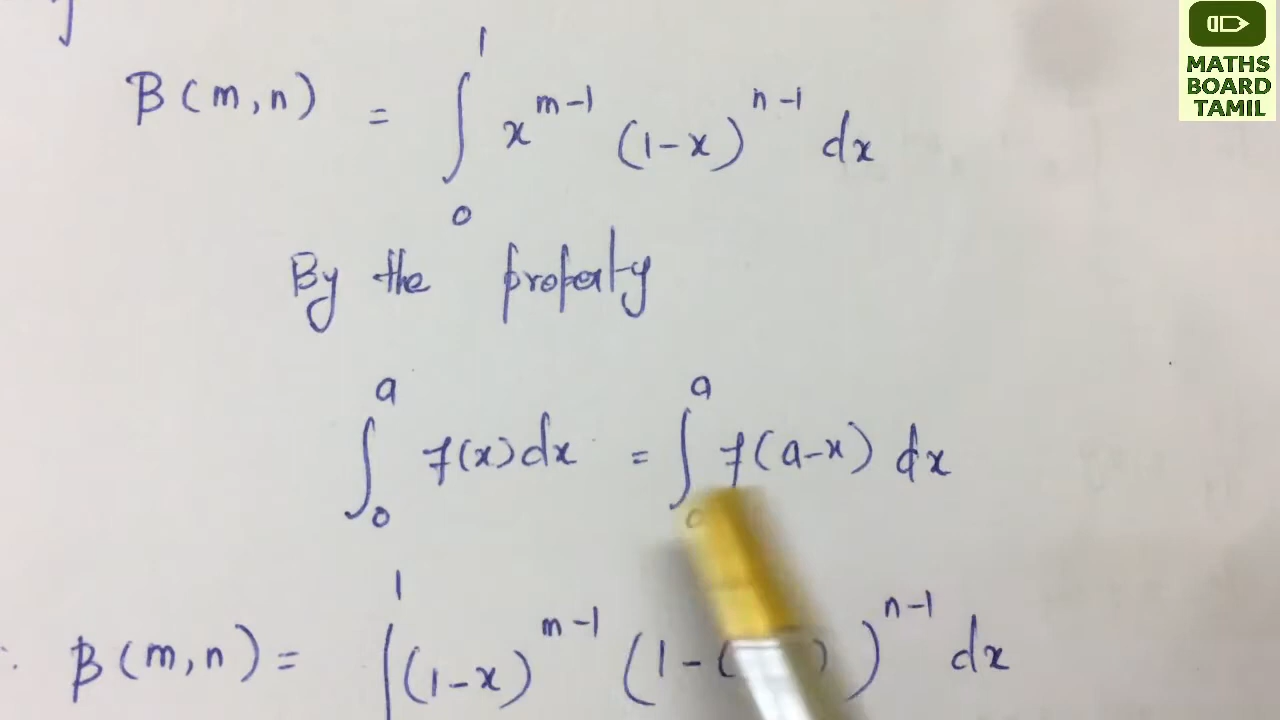 β(m,n) = ∫₀¹ x^(m-1) (1-x)^(n-1) dx
By the property
∫₀ᵃ f(x)dx = ∫₀ᵃ f(a-x) dx
∴ β(m,n) = ∫¹ (1-x)^(m-1) (1-( ))^(n-1) dx
MATHS
BOARD
TAMIL